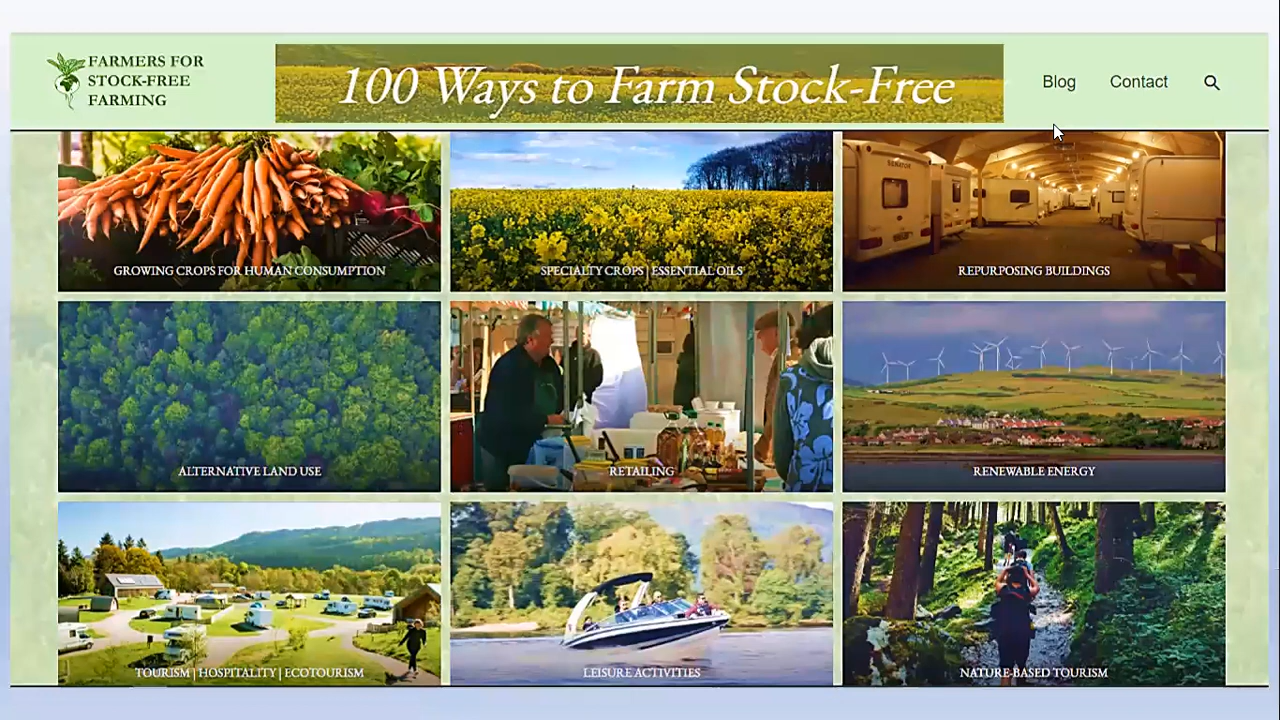 FARMERS FOR
STOCK-FREE
FARMING
100 Ways to Farm Stock-Free
Blog
Contact
GROWING CROPS FOR HUMAN CONSUMPTION
SPECIALTY CROPS | ESSENTIAL OILS
REPURPOSING BUILDINGS
ALTERNATIVE LAND USE
RETAILING
RENEWABLE ENERGY
TOURISM | HOSPITALITY | ECOTOURISM
LEISURE ACTIVITIES
NATURE-BASED TOURISM